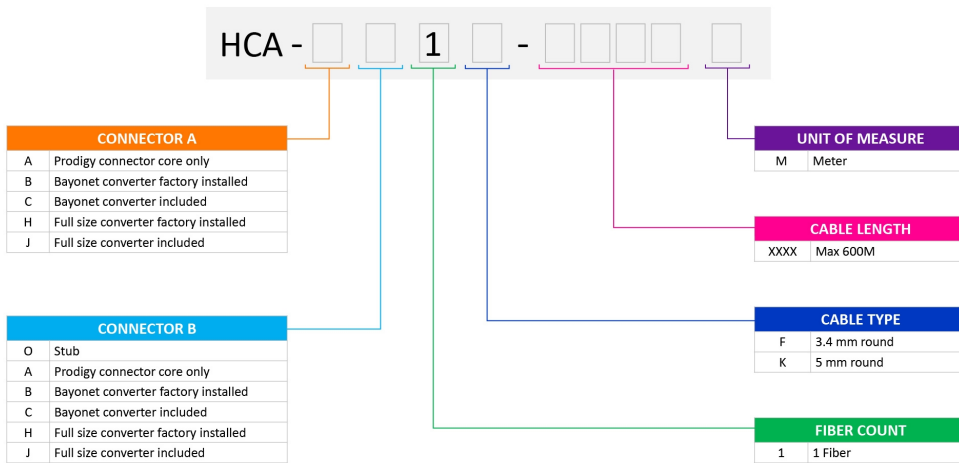 HCA - 1 -
CONNECTOR A
A Prodigy connector core only
B Bayonet converter factory installed
C Bayonet converter included
H Full size converter factory installed
J Full size converter included
CONNECTOR B
O Stub
A Prodigy connector core only
B Bayonet converter factory installed
C Bayonet converter included
H Full size converter factory installed
J Full size converter included
UNIT OF MEASURE
M Meter
CABLE LENGTH
XXXX Max 600M
CABLE TYPE
F 3.4 mm round
K 5 mm round
FIBER COUNT
1 1 Fiber